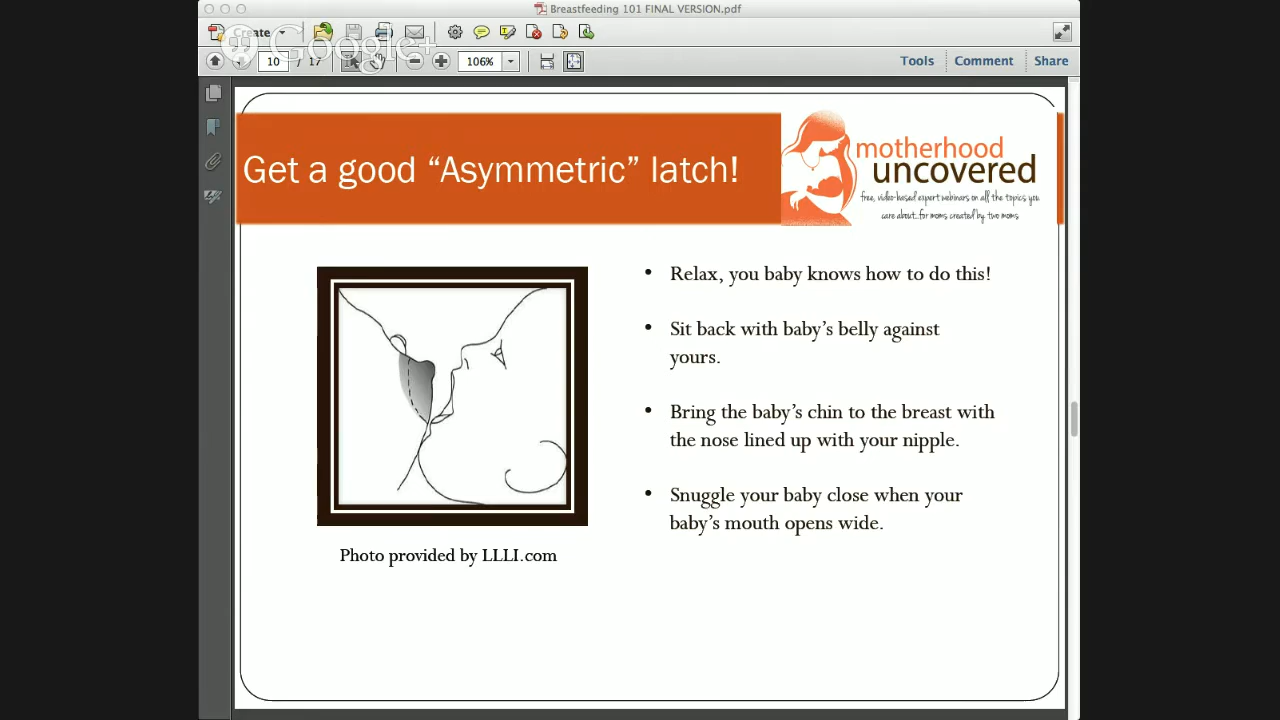 Breastfeeding 101 FINAL VERSION.pdf
Create
Google+
10 / 17
106%
Tools Comment Share
Get a good “Asymmetric” latch!
motherhood
uncovered
free, video-based expert webinars on all the topics you
care about...for moms created by two moms
• Relax, you baby knows how to do this!
• Sit back with baby’s belly against
yours.
• Bring the baby’s chin to the breast with
the nose lined up with your nipple.
• Snuggle your baby close when your
baby’s mouth opens wide.
Photo provided by LLLI.com